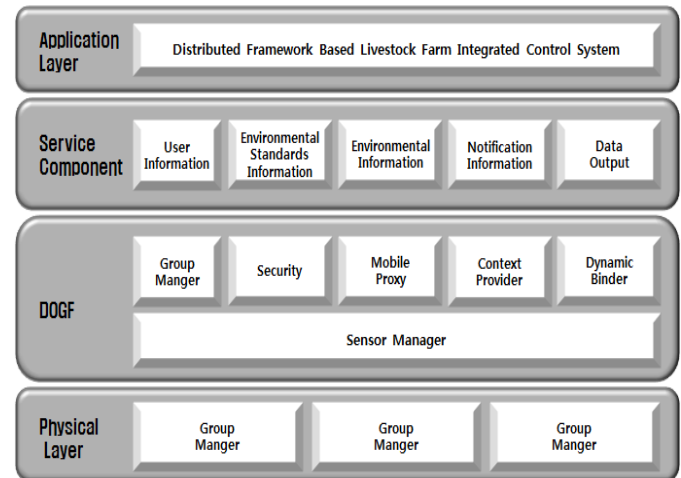 Application
Layer
Distributed Framework Based Livestock Farm Integrated Control System
Service
Component
User
Information
Environmental
Standards
Information
Environmental
Information
Notification
Information
Data
Output
DOGF
Group
Manger
Security
Mobile
Proxy
Context
Provider
Dynamic
Binder
Sensor Manager
Physical
Layer
Group
Manger
Group
Manger
Group
Manger